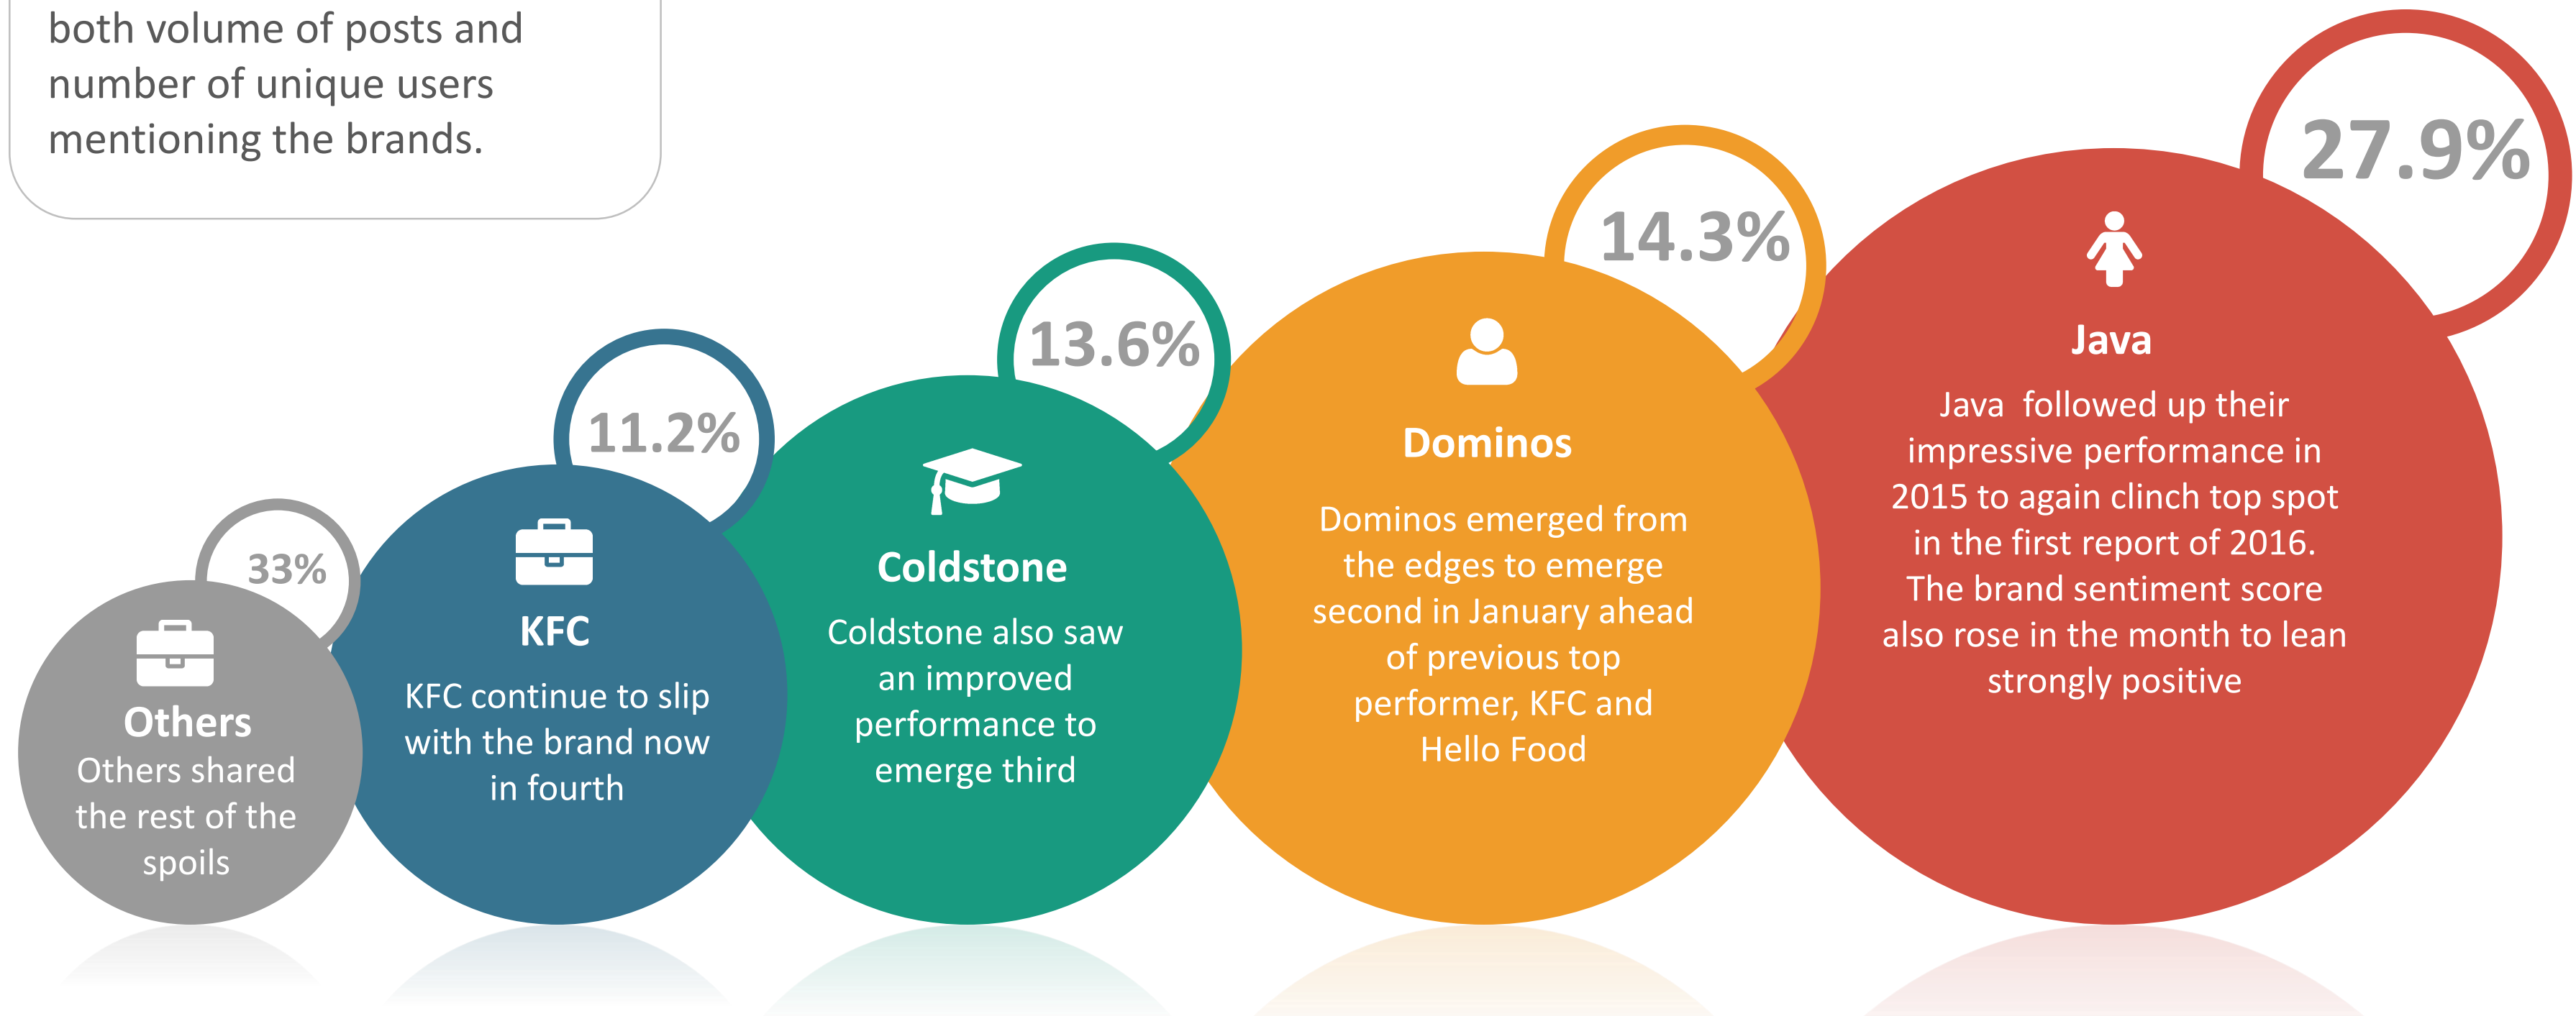 both volume of posts and
number of unique users
mentioning the brands.
33%
Others
Others shared
the rest of the
spoils
11.2%
KFC
KFC continue to slip
with the brand now
in fourth
13.6%
Coldstone
Coldstone also saw
an improved
performance to
emerge third
14.3%
Dominos
Dominos emerged from
the edges to emerge
second in January ahead
of previous top
performer, KFC and
Hello Food
27.9%
Java
Java  followed up their
impressive performance in
2015 to again clinch top spot
in the first report of 2016.
The brand sentiment score
also rose in the month to lean
strongly positive